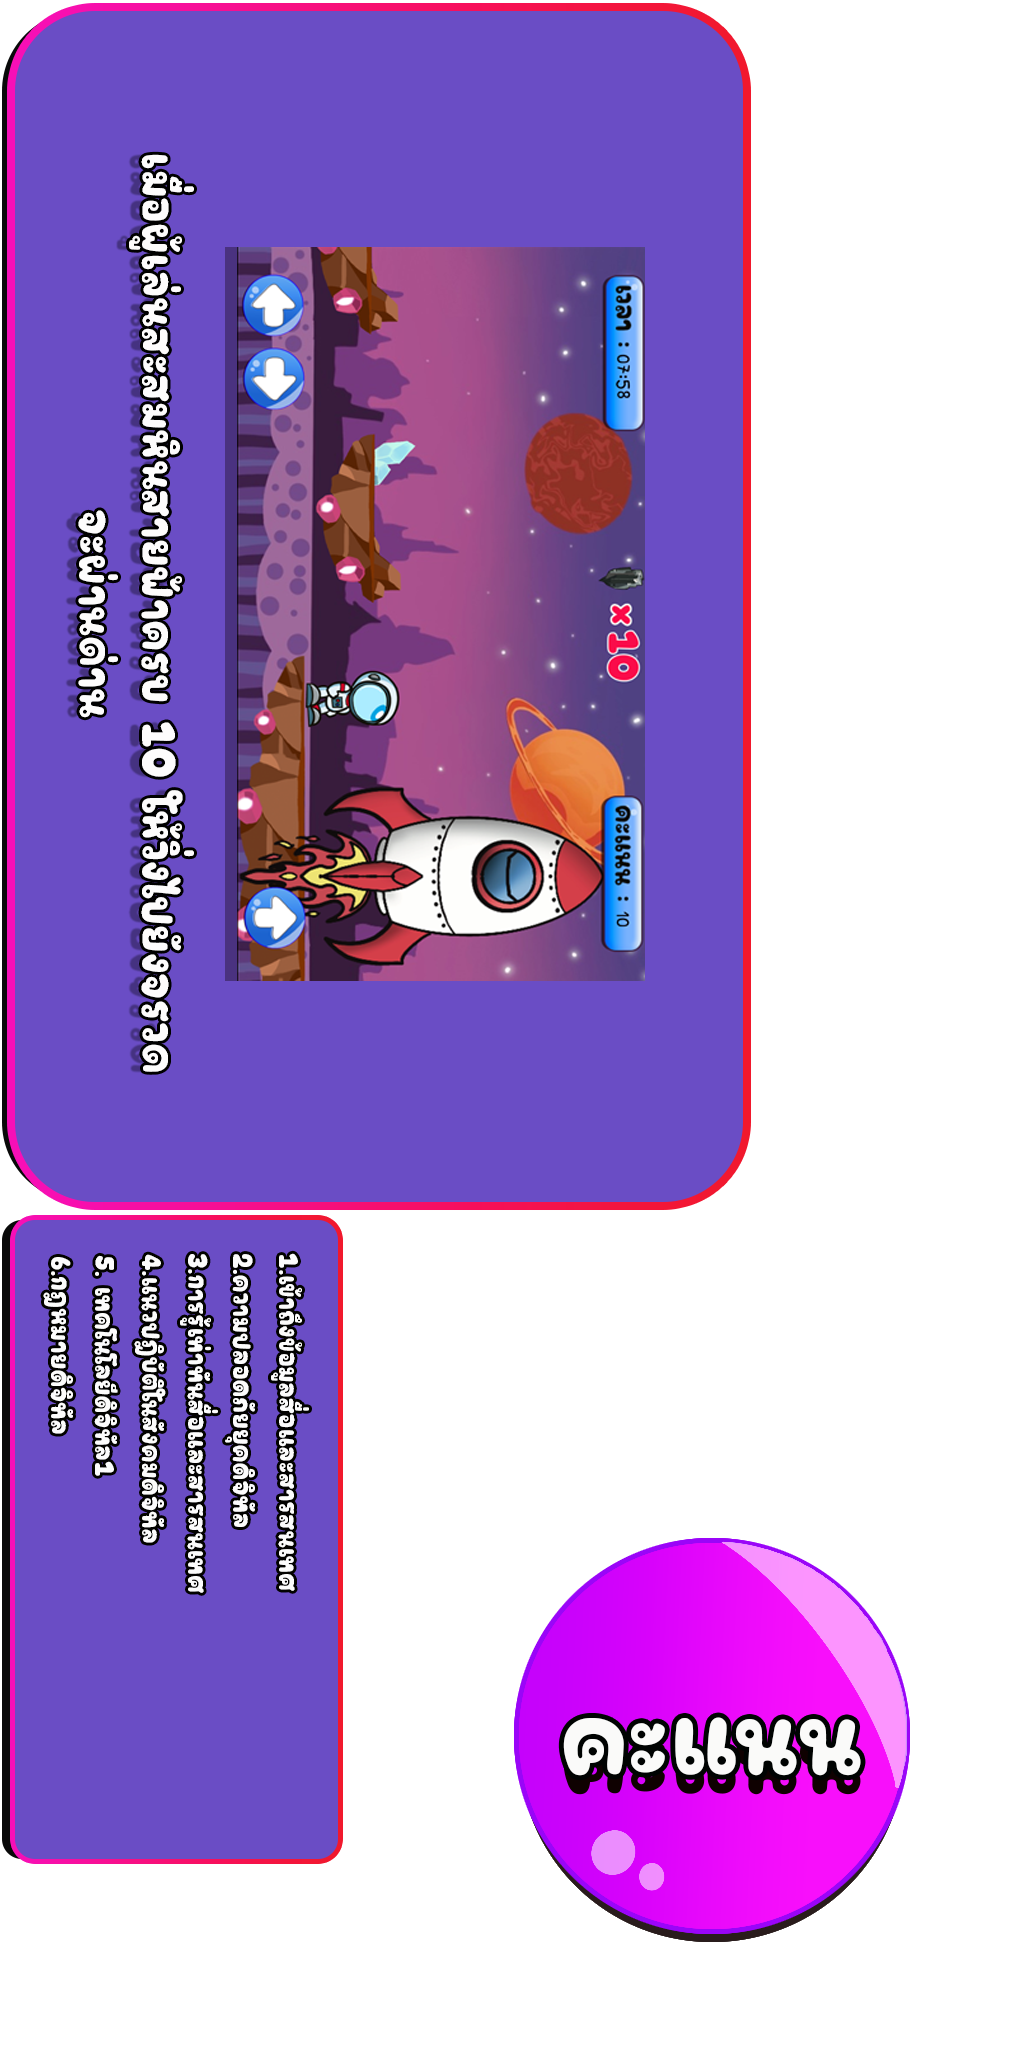 เวลา : 07:58
x10
คะแนน : 10
เมื่อผู้เล่นสะสมหินสายฟ้าครบ 10 ให้วิ่งไปยังจรวด
จะผ่านด่าน
1.เข้าถึงข้อมูลสื่อและสารสนเทศ
2.ความปลอดภัยยุคดิจิทัล
3.การรู้เท่าทันสื่อและสารสนเทศ
4.แนวปฏิบัติในสังคมดิจิทัล
5. เทคโนโลยีดิจิทัล1
6.กฎหมายดิจิทัล
คะแนน